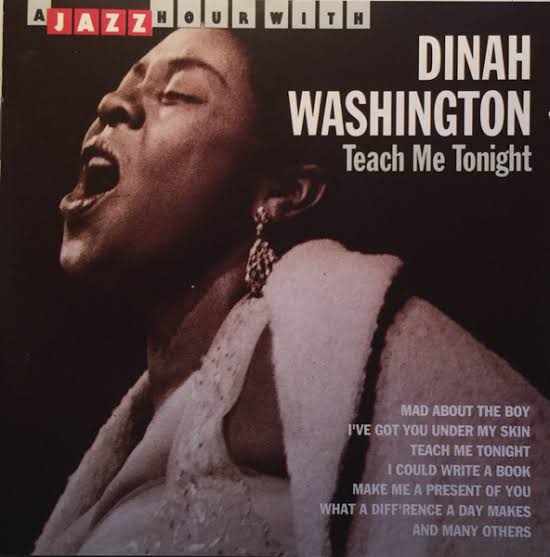 A JAZZ HOUR WITH
DINAH
WASHINGTON
Teach Me Tonight
MAD ABOUT THE BOY
I'VE GOT YOU UNDER MY SKIN
TEACH ME TONIGHT
I COULD WRITE A BOOK
MAKE ME A PRESENT OF YOU
WHAT A DIFF'RENCE A DAY MAKES
AND MANY OTHERS